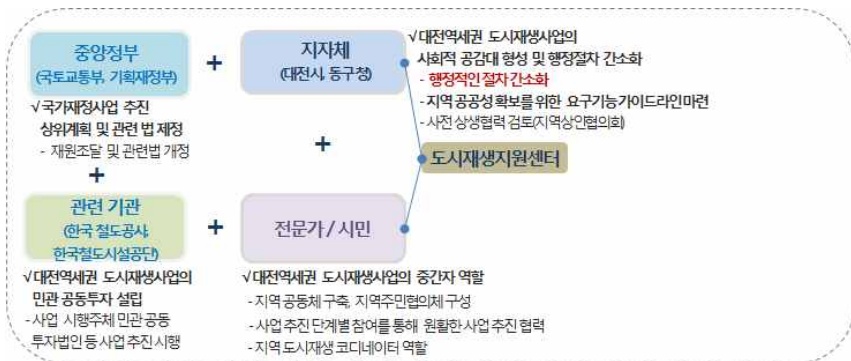 중앙정부
(국토교통부, 기획재정부)
√국가재정사업 추진
상위계획 및 관련 법 제정
- 재원조달 및 관련법 개정
+
지자체
(대전시, 동구청)
√대전역세권 도시재생사업의
사회적 공감대 형성 및 행정절차 간소화
- 행정적인 절차 간소화
- 지역 공공성 확보를 위한 요구기능가이드라인 마련
- 사전 상생협력 검토(지역상인협의회)
+
+
도시재생지원센터
관련 기관
(한국 철도공사,
한국철도시설공단)
√대전역세권 도시재생사업의
민관 공동투자 설립
- 사업 시행주체 민관 공동
투자법인 등 사업 추진 시행
+
전문가 / 시민
√대전역세권 도시재생사업의 중간자 역할
- 지역 공동체 구축, 지역주민협의체 구성
- 사업 추진 단계별 참여를 통해 원활한 사업 추진 협력
- 지역 도시재생 코디네이터 역할